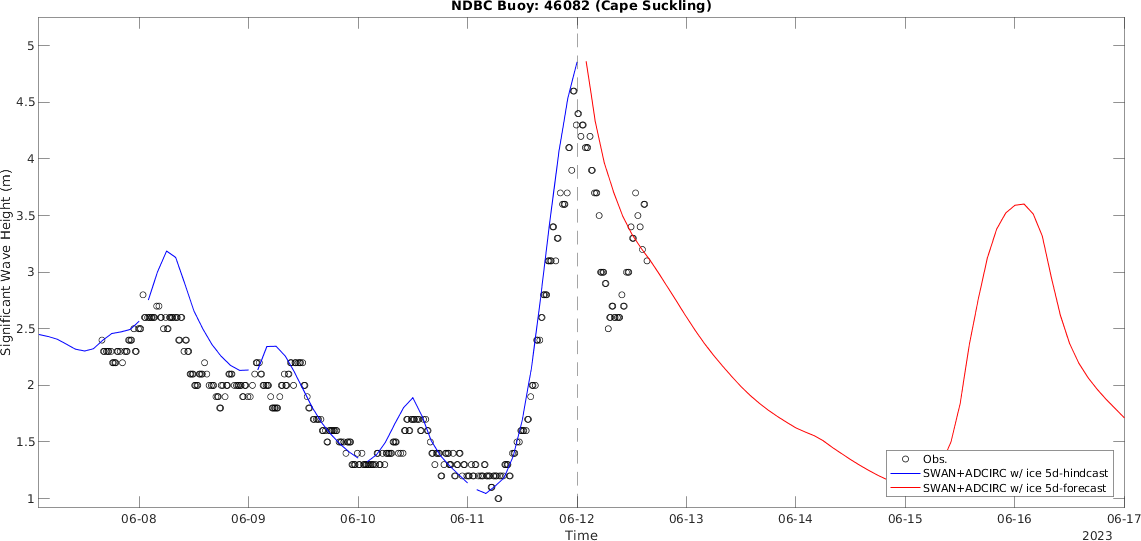 NDBC Buoy: 46082 (Cape Suckling)
Significant Wave Height (m)
5
4.5
4
3.5
3
2.5
2
1.5
1
Obs.
SWAN+ADCIRC w/ ice 5d-hindcast
SWAN+ADCIRC w/ ice 5d-forecast
06-08 06-09 06-10 06-11 06-12 06-13 06-14 06-15 06-16 06-17
Time
2023